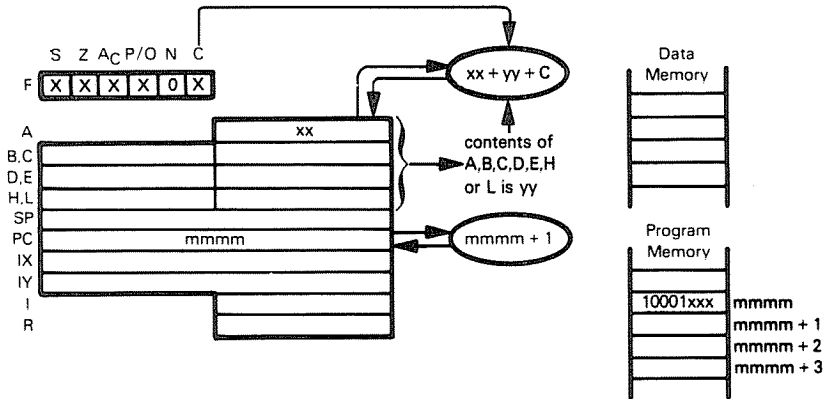 S Z AC P/O N C
F X X X X 0 X
xx + yy + C
A xx
B,C
D,E
H,L
SP
PC mmmm
IX
IY
I
R
contents of
A,B,C,D,E,H
or L is yy
mmmm + 1
Data
Memory
Program
Memory
10001xxx mmmm
mmmm + 1
mmmm + 2
mmmm + 3